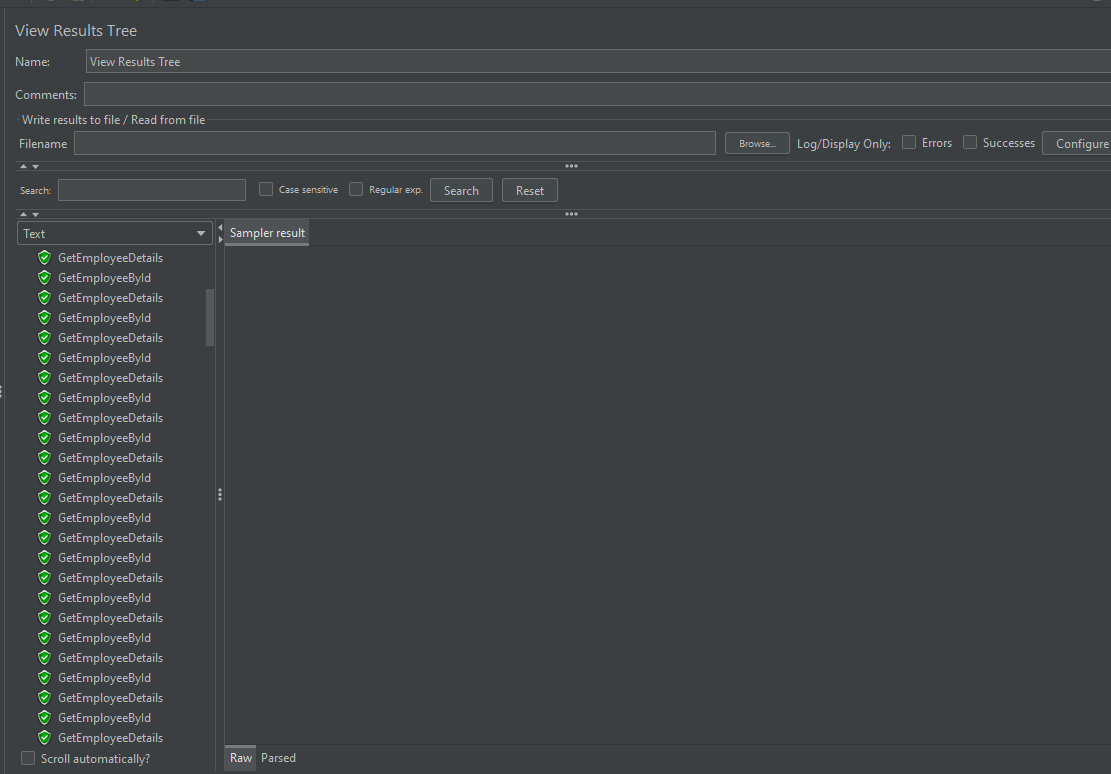 View Results Tree
Name: View Results Tree
Comments:
Write results to file / Read from file
Filename Browse... Log/Display Only: Errors Successes Configure
Search: Case sensitive Regular exp. Search Reset
Text Sampler result
GetEmployeeDetails
GetEmployeeById
GetEmployeeDetails
GetEmployeeById
GetEmployeeDetails
GetEmployeeById
GetEmployeeDetails
GetEmployeeById
GetEmployeeDetails
GetEmployeeById
GetEmployeeDetails
GetEmployeeById
GetEmployeeDetails
GetEmployeeById
GetEmployeeDetails
GetEmployeeById
GetEmployeeDetails
GetEmployeeById
GetEmployeeDetails
GetEmployeeById
GetEmployeeDetails
GetEmployeeById
GetEmployeeDetails
GetEmployeeById
GetEmployeeDetails
Scroll automatically? Raw Parsed